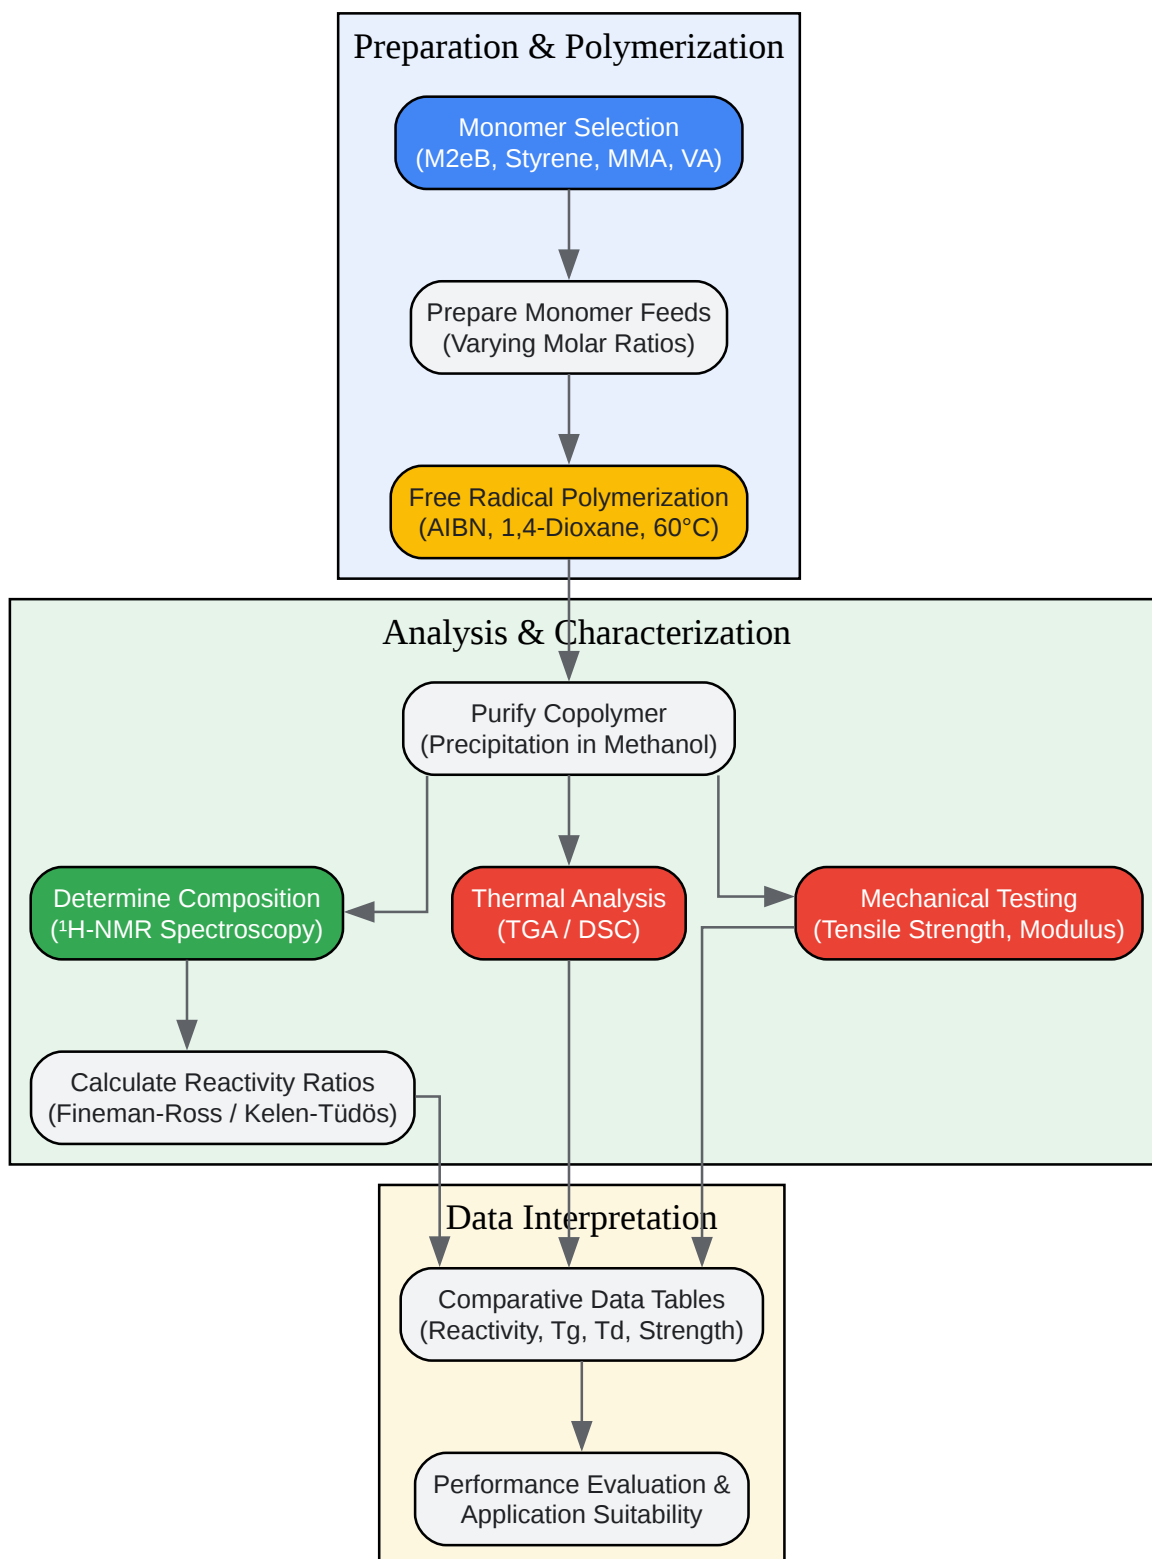 Preparation & Polymerization
Monomer Selection
(M2eB, Styrene, MMA, VA)
Prepare Monomer Feeds
(Varying Molar Ratios)
Free Radical Polymerization
(AIBN, 1,4-Dioxane, 60°C)
Analysis & Characterization
Purify Copolymer
(Precipitation in Methanol)
Determine Composition
(¹H-NMR Spectroscopy)
Thermal Analysis
(TGA / DSC)
Mechanical Testing
(Tensile Strength, Modulus)
Calculate Reactivity Ratios
(Fineman-Ross / Kelen-Tüdös)
Data Interpretation
Comparative Data Tables
(Reactivity, Tg, Td, Strength)
Performance Evaluation &
Application Suitability